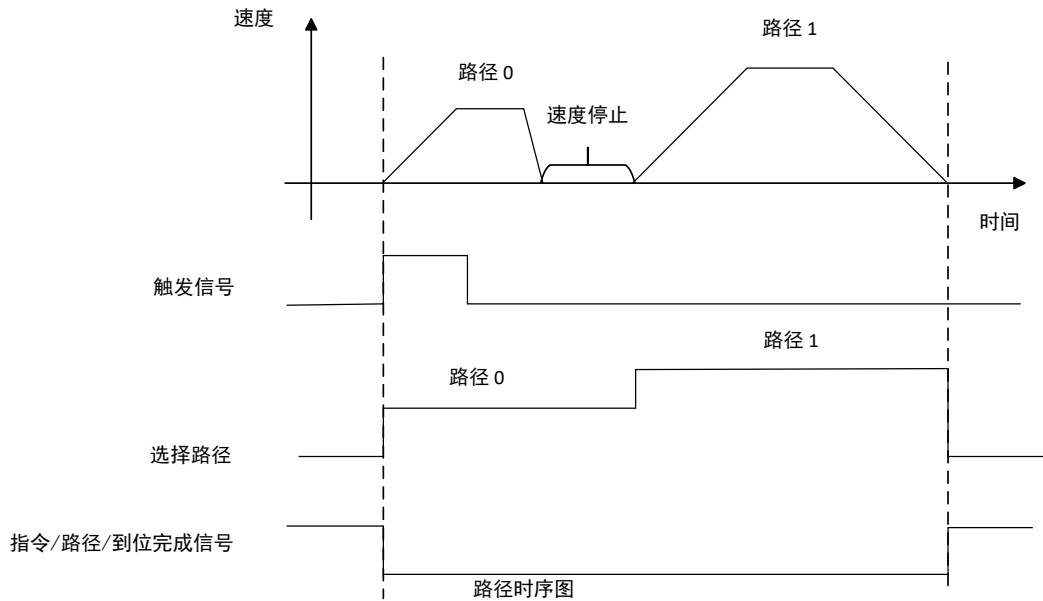 速度
路径 1
路径 0
速度停止
时间
触发信号
路径 1
路径 0
选择路径
指令/路径/到位完成信号
路径时序图